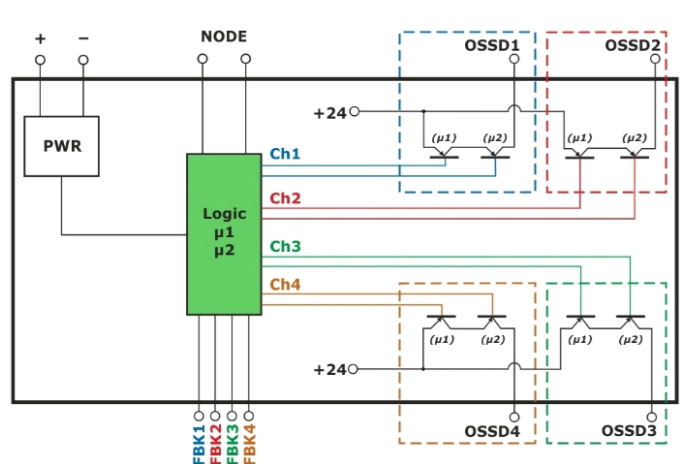 + − NODE OSSD1 OSSD2
+24
(μ1) (μ2) (μ1) (μ2)
PWR
Ch1
Ch2
Logic
μ1
μ2
Ch3
Ch4
(μ1) (μ2) (μ1) (μ2)
+24
OSSD4 OSSD3
FBK1
FBK2
FBK3
FBK4